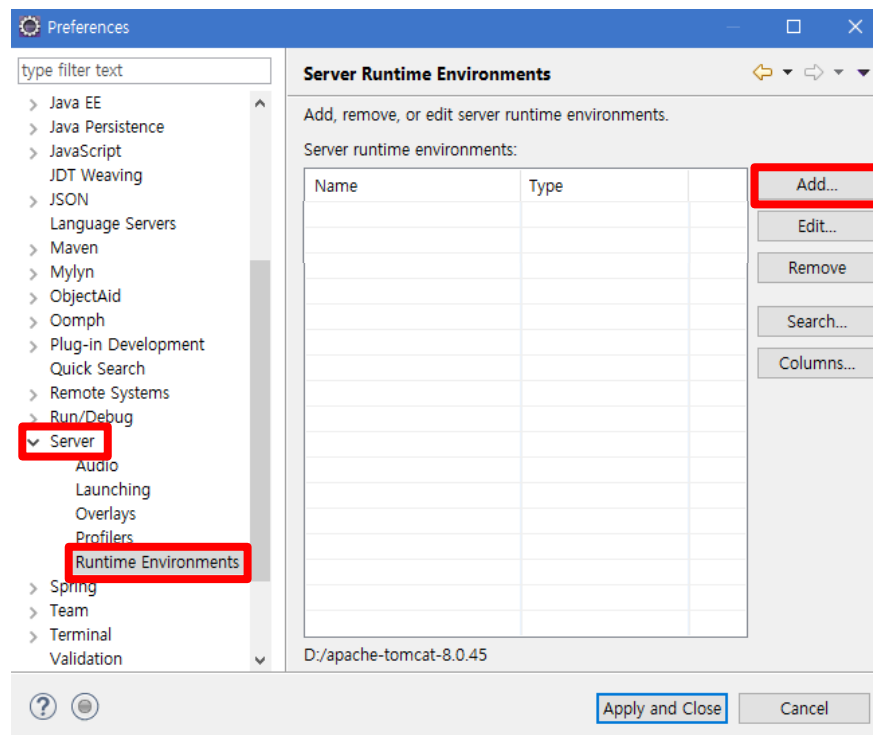 Preferences
type filter text
Java EE
Java Persistence
JavaScript
JDT Weaving
JSON
Language Servers
Maven
Mylyn
ObjectAid
Oomph
Plug-in Development
Quick Search
Remote Systems
Run/Debug
Server
Audio
Launching
Overlays
Profilers
Runtime Environments
Spring
Team
Terminal
Validation
Server Runtime Environments
Add, remove, or edit server runtime environments.
Server runtime environments:
Name Type
Add...
Edit...
Remove
Search...
Columns...
D:/apache-tomcat-8.0.45
? Apply and Close Cancel